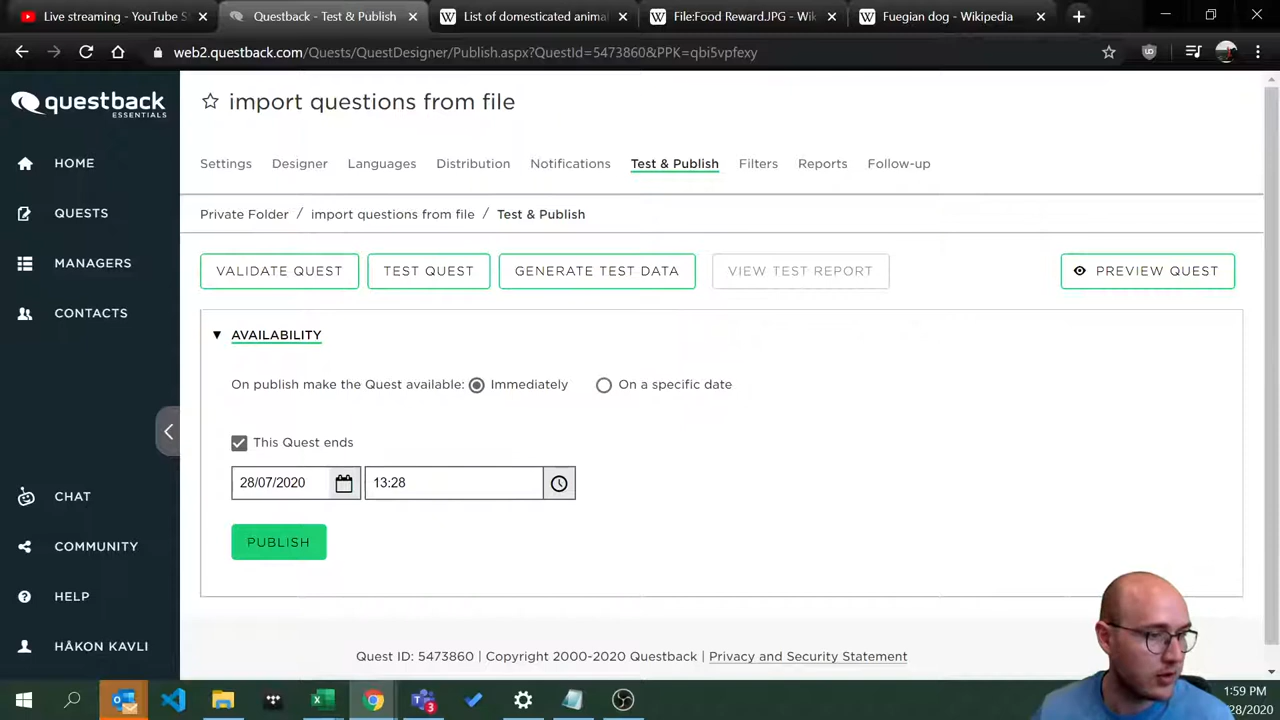 Live streaming - YouTube S
Questback - Test & Publish
List of domesticated anima
File:Food Reward.JPG - Wik
Fuegian dog - Wikipedia
web2.questback.com/Quests/QuestDesigner/Publish.aspx?QuestId=5473860&PPK=qbi5vpfexy
questback
ESSENTIALS
HOME
QUESTS
MANAGERS
CONTACTS
CHAT
COMMUNITY
HELP
HÅKON KAVLI
import questions from file
Settings Designer Languages Distribution Notifications Test & Publish Filters Reports Follow-up
Private Folder / import questions from file / Test & Publish
VALIDATE QUEST TEST QUEST GENERATE TEST DATA VIEW TEST REPORT PREVIEW QUEST
AVAILABILITY
On publish make the Quest available: Immediately On a specific date
This Quest ends
28/07/2020 13:28
PUBLISH
Quest ID: 5473860 | Copyright 2000-2020 Questback | Privacy and Security Statement
3
1:59 PM
/28/2020